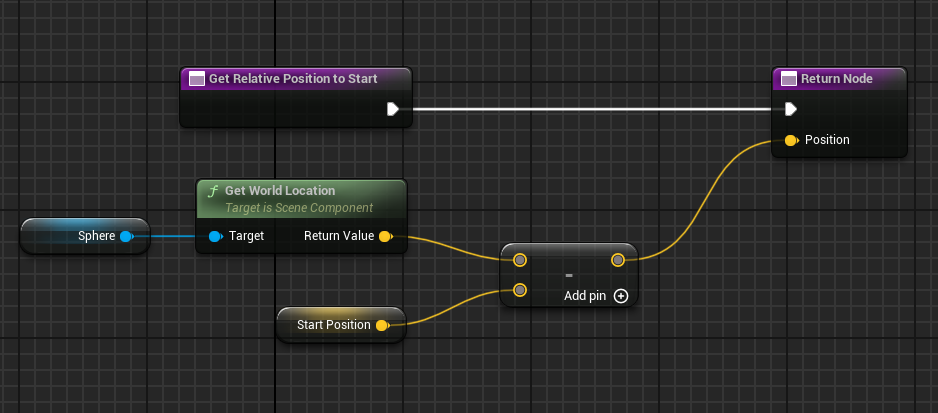 Get Relative Position to Start
Return Node
Position
f Get World Location
Target is Scene Component
Sphere
Target
Return Value
-
Add pin
Start Position